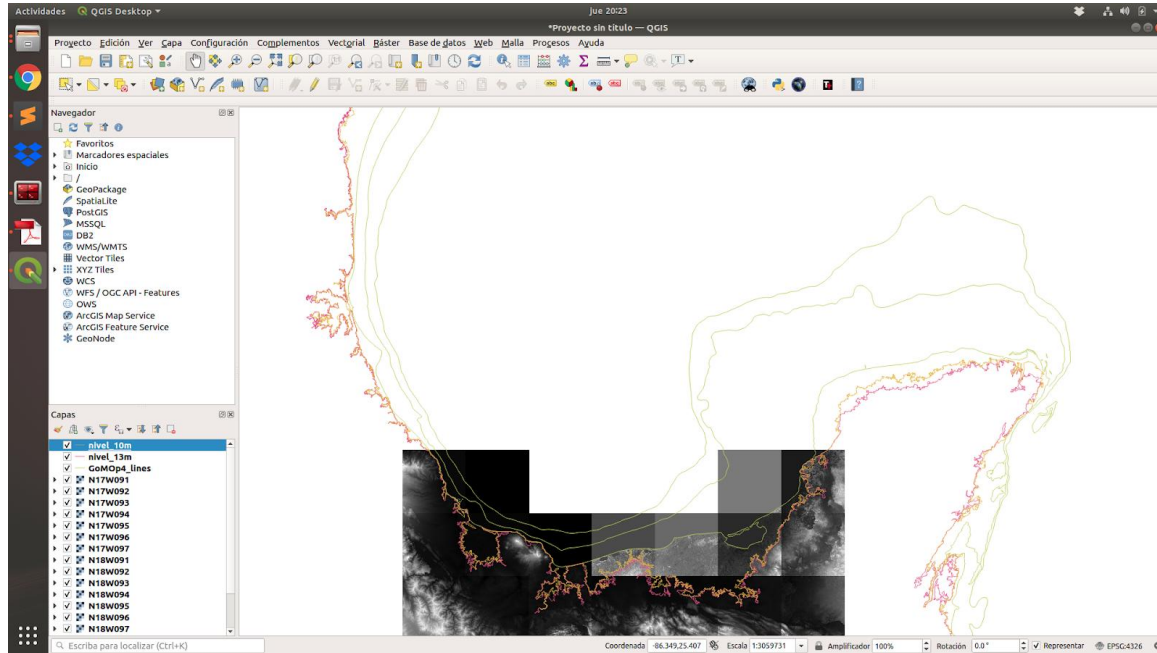 Actividades QGIS Desktop jue 20:23
*Proyecto sin título — QGIS
Proyecto Edición Ver Capa Configuración Complementos Vectorial Ráster Base de datos Web Malla Procesos Ayuda
Navegador
Favoritos
Marcadores espaciales
Inicio
/
GeoPackage
SpatiaLite
PostGIS
MSSQL
DB2
WMS/WMTS
Vector Tiles
XYZ Tiles
WCS
WFS / OGC API - Features
OWS
ArcGIS Map Service
ArcGIS Feature Service
GeoNode
Capas
nivel_10m
nivel_13m
GoMOp4_lines
N17W091
N17W092
N17W093
N17W094
N17W095
N17W096
N17W097
N18W091
N18W092
N18W093
N18W094
N18W095
N18W096
N18W097
Escriba para localizar (Ctrl+K) Coordenada -86.349,25.407 Escala 1:3059731 Amplificador 100% Rotación 0.0° Representar EPSG:4326